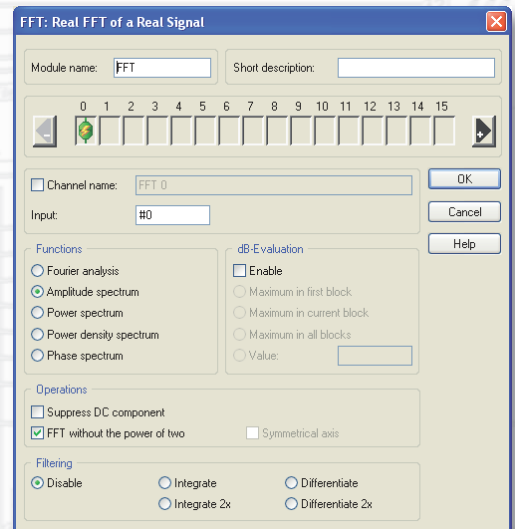 FFT: Real FFT of a Real Signal
Module name: FFT Short description:
0 1 2 3 4 5 6 7 8 9 10 11 12 13 14 15
Channel name: FFT 0
Input: #0
OK
Cancel
Help
Functions
Fourier analysis
Amplitude spectrum
Power spectrum
Power density spectrum
Phase spectrum
dB-Evaluation
Enable
Maximum in first block
Maximum in current block
Maximum in all blocks
Value:
Operations
Suppress DC component
FFT without the power of two Symmetrical axis
Filtering
Disable Integrate Differentiate
Integrate 2x Differentiate 2x